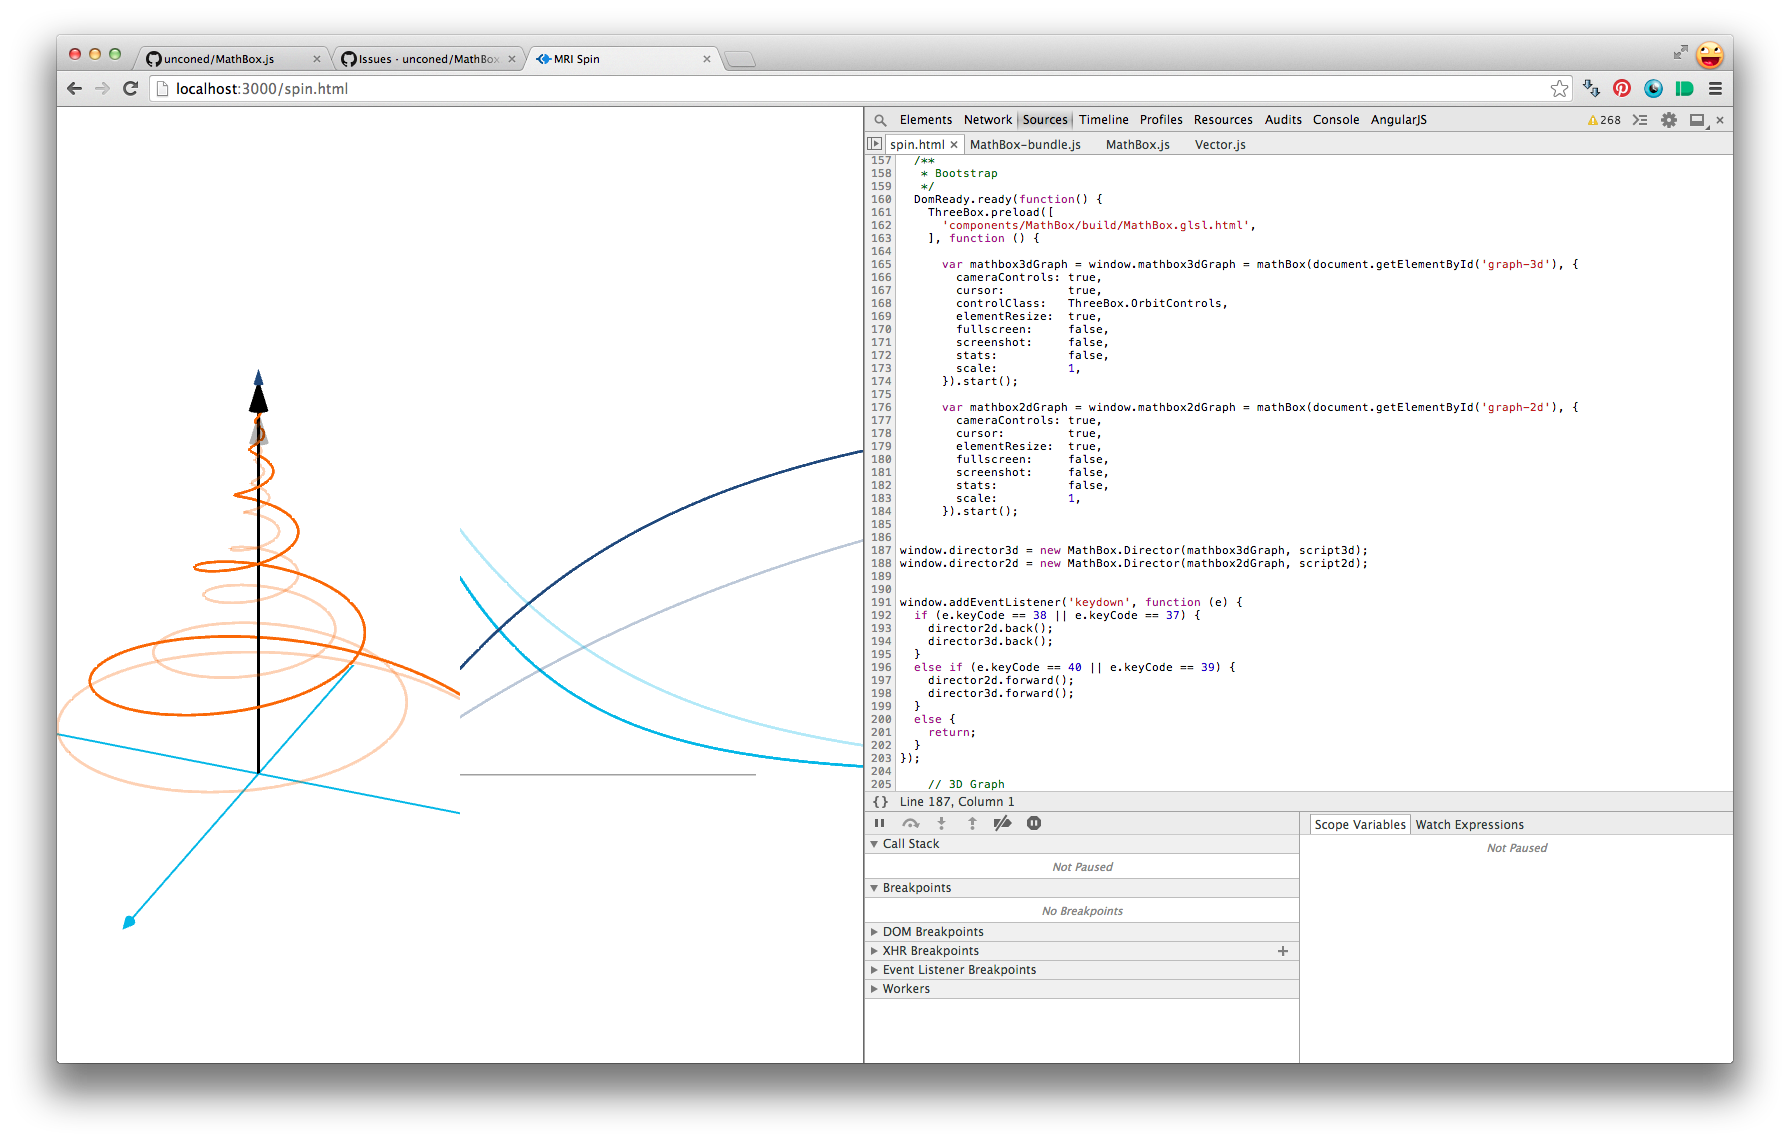 unconed/MathBox.js
Issues · unconed/MathBox
MRI Spin
localhost:3000/spin.html
Elements Network Sources Timeline Profiles Resources Audits Console AngularJS 268
spin.html MathBox-bundle.js MathBox.js Vector.js
157 /**
158 * Bootstrap
159 */
160 DomReady.ready(function() {
161 ThreeBox.preload([
162 'components/MathBox/build/MathBox.glsl.html',
163 ], function () {
164
165 var mathbox3dGraph = window.mathbox3dGraph = mathBox(document.getElementById('graph-3d'), {
166 cameraControls: true,
167 cursor: true,
168 controlClass: ThreeBox.OrbitControls,
169 elementResize: true,
170 fullscreen: false,
171 screenshot: false,
172 stats: false,
173 scale: 1,
174 }).start();
175
176 var mathbox2dGraph = window.mathbox2dGraph = mathBox(document.getElementById('graph-2d'), {
177 cameraControls: true,
178 cursor: true,
179 elementResize: true,
180 fullscreen: false,
181 screenshot: false,
182 stats: false,
183 scale: 1,
184 }).start();
185
186
187 window.director3d = new MathBox.Director(mathbox3dGraph, script3d);
188 window.director2d = new MathBox.Director(mathbox2dGraph, script2d);
189
190
191 window.addEventListener('keydown', function (e) {
192 if (e.keyCode == 38 || e.keyCode == 37) {
193 director2d.back();
194 director3d.back();
195 }
196 else if (e.keyCode == 40 || e.keyCode == 39) {
197 director2d.forward();
198 director3d.forward();
199 }
200 else {
201 return;
202 }
203 });
204
205 // 3D Graph
{} Line 187, Column 1
Scope Variables Watch Expressions
Call Stack
Not Paused
Not Paused
Breakpoints
No Breakpoints
DOM Breakpoints
XHR Breakpoints +
Event Listener Breakpoints
Workers